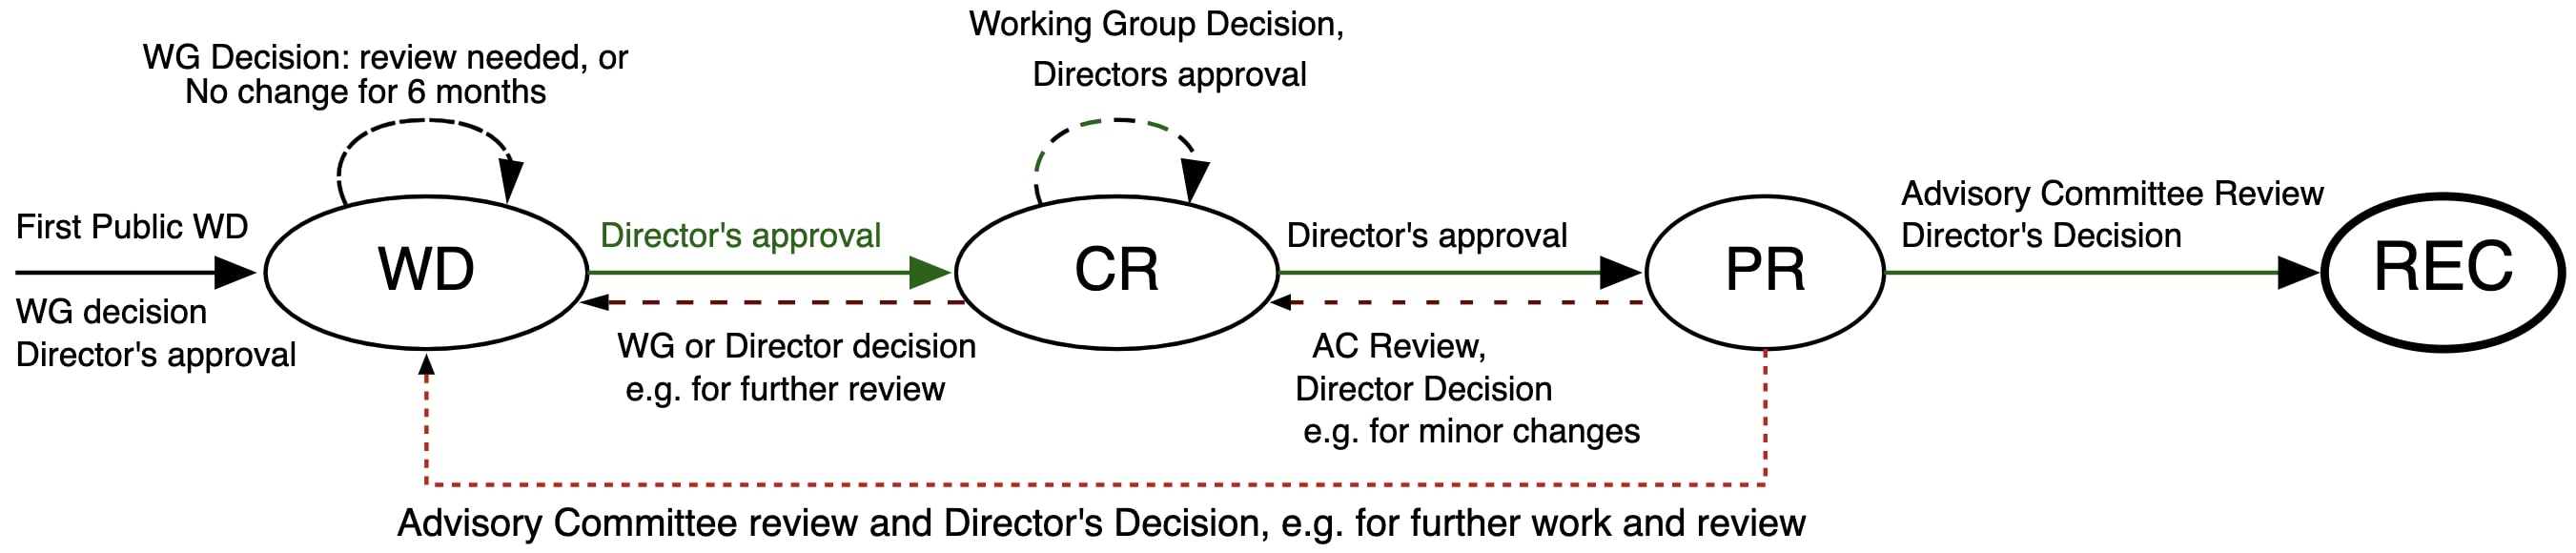 WG Decision: review needed, or
No change for 6 months
Working Group Decision,
Directors approval
First Public WD
WG decision
Director's approval
WD
Director's approval
WG or Director decision
e.g. for further review
CR
Director's approval
AC Review,
Director Decision
e.g. for minor changes
PR
Advisory Committee Review
Director's Decision
REC
Advisory Committee review and Director's Decision, e.g. for further work and review